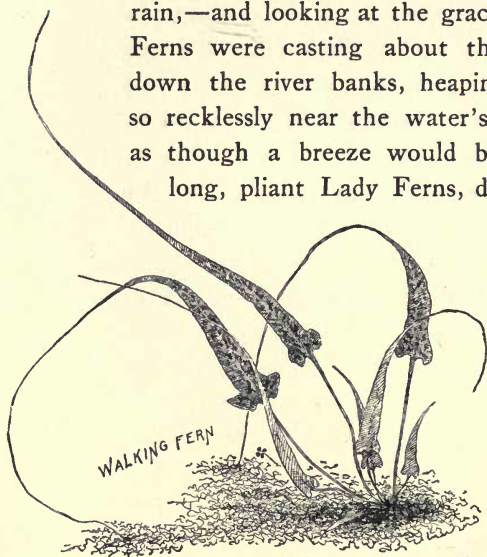 rain,—and looking at the grac
Ferns were casting about th
down the river banks, heapin
so recklessly near the water's
as though a breeze would b
long, pliant Lady Ferns, d
WALKING FERN